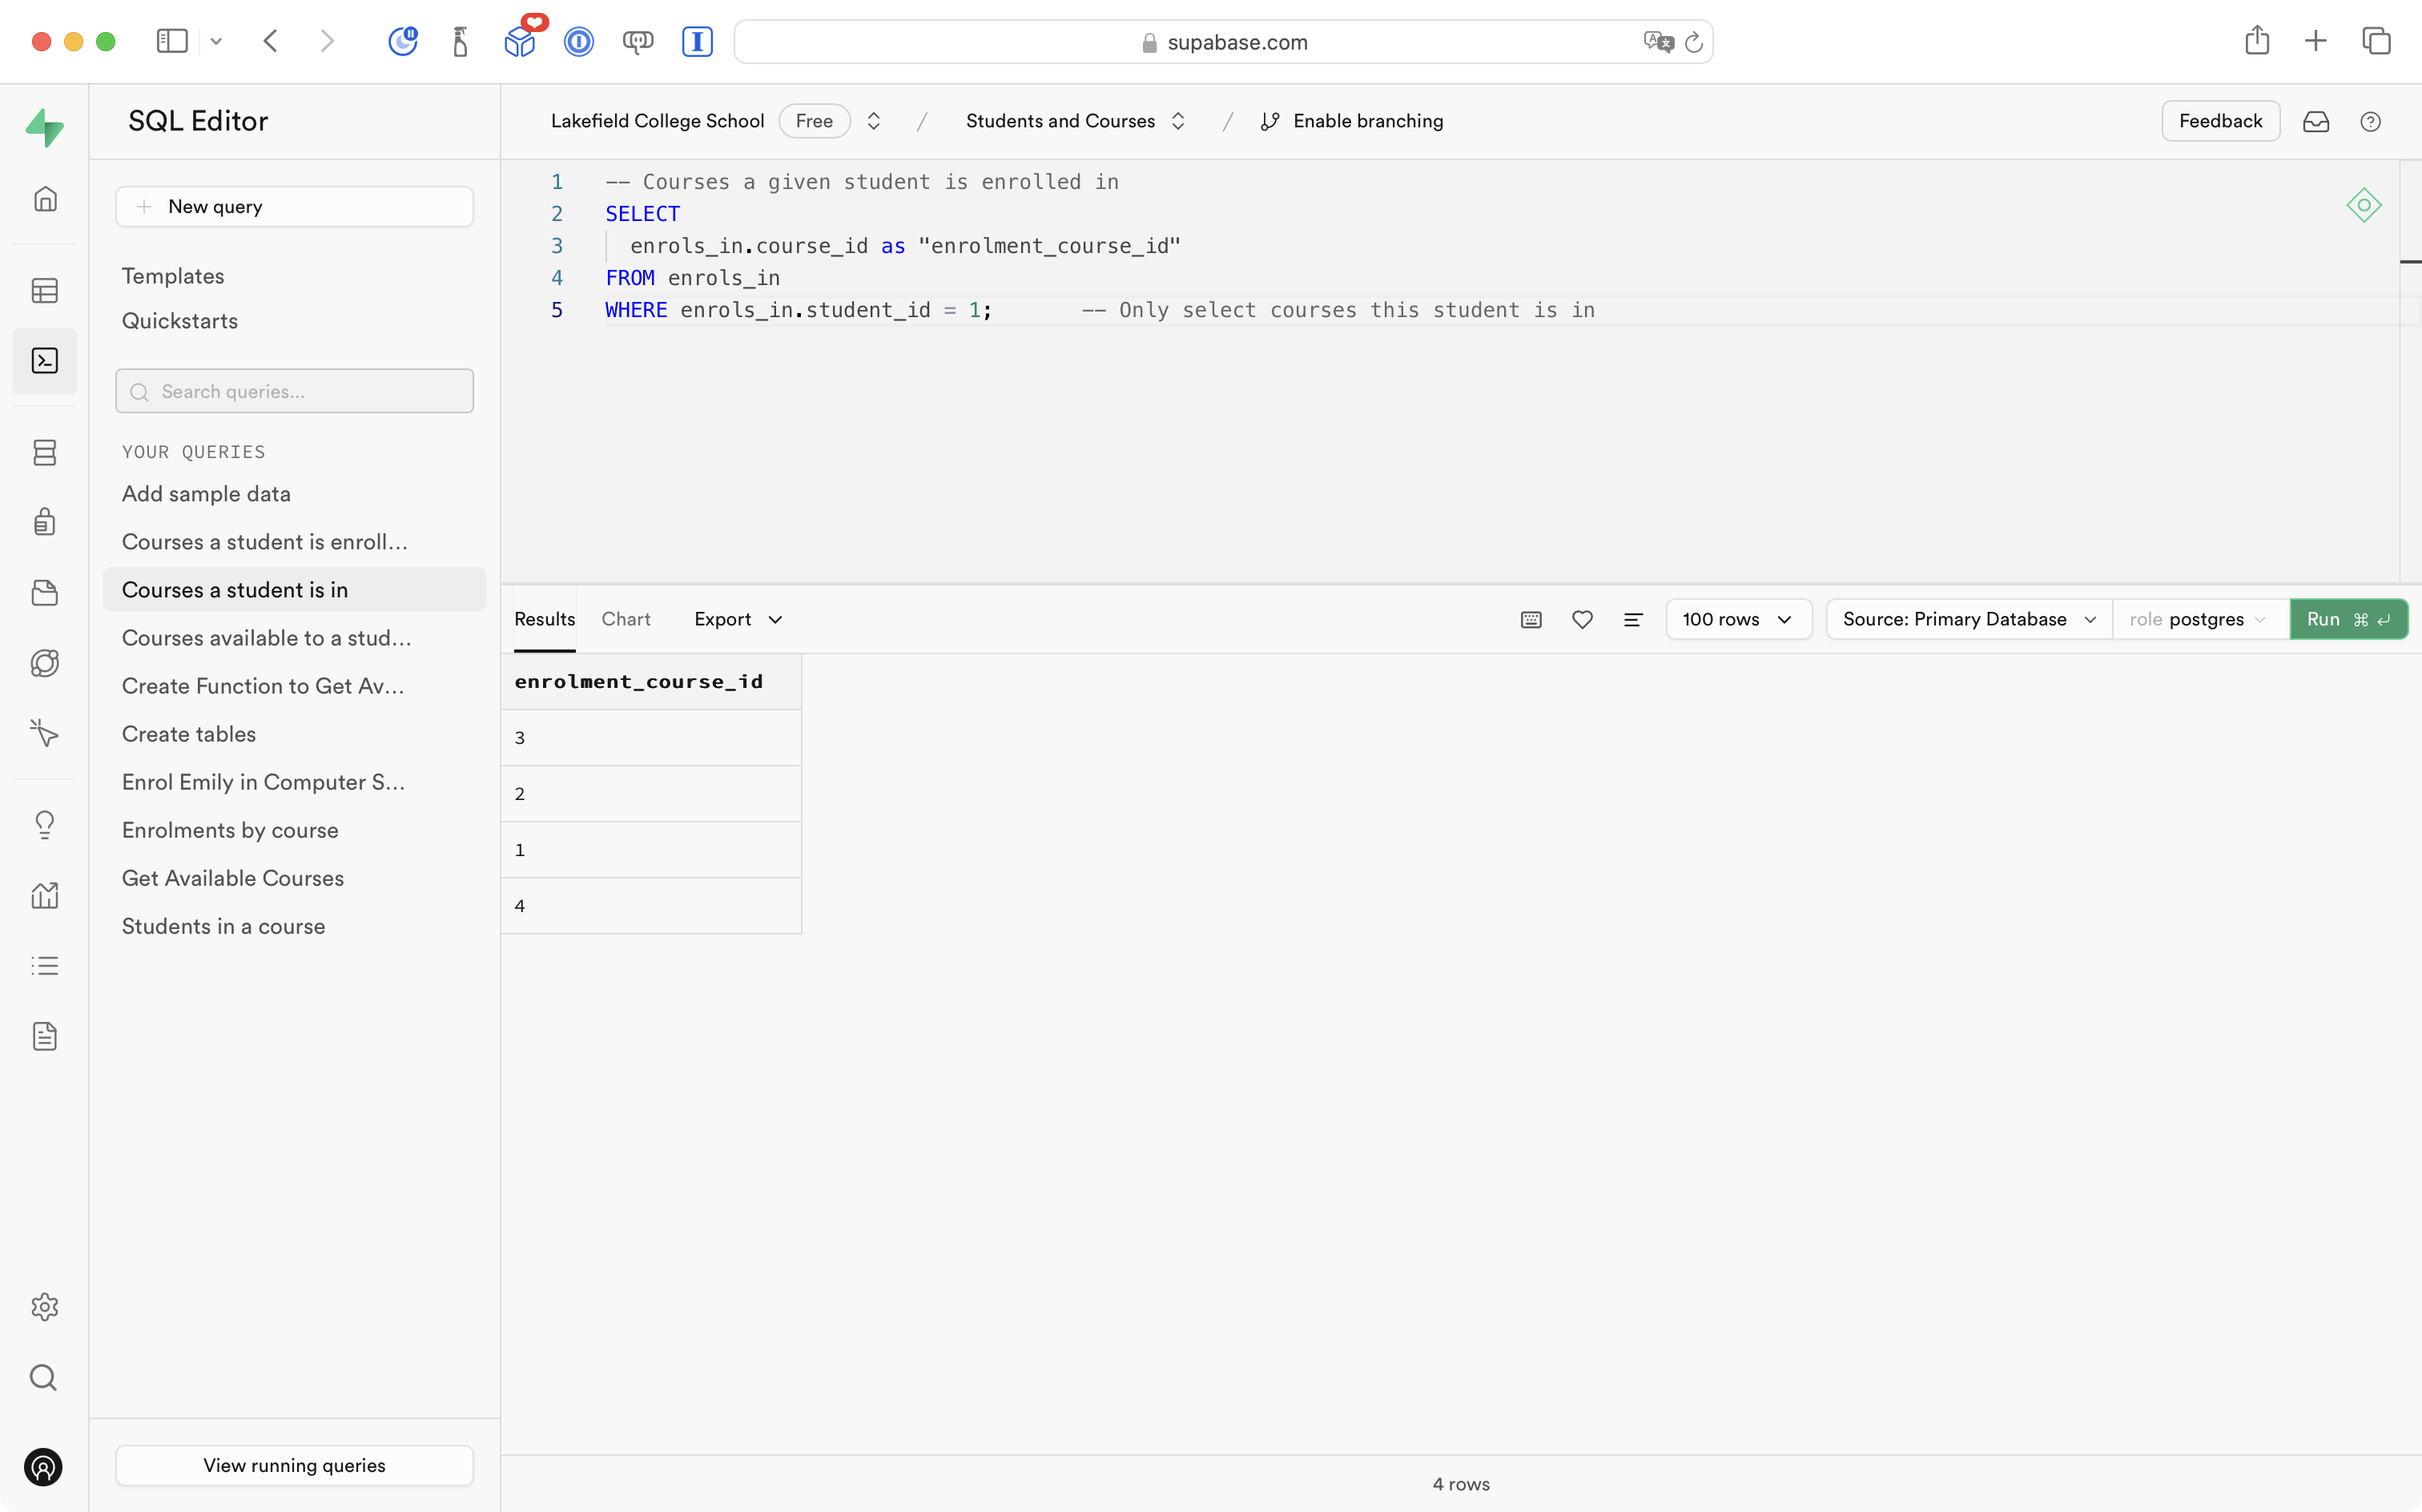 supabase.com
SQL Editor
Lakefield College School Free / Students and Courses / Enable branching
Feedback
New query
Templates
Quickstarts
Search queries...
YOUR QUERIES
Add sample data
Courses a student is enroll...
Courses a student is in
Courses available to a stud...
Create Function to Get Av...
Create tables
Enrol Emily in Computer S...
Enrolments by course
Get Available Courses
Students in a course
View running queries
1 -- Courses a given student is enrolled in
2 SELECT
3 enrols_in.course_id as "enrolment_course_id"
4 FROM enrols_in
5 WHERE enrols_in.student_id = 1; -- Only select courses this student is in
Results Chart Export 100 rows Source: Primary Database role postgres Run ⌘ ↵
enrolment_course_id
3
2
1
4
4 rows